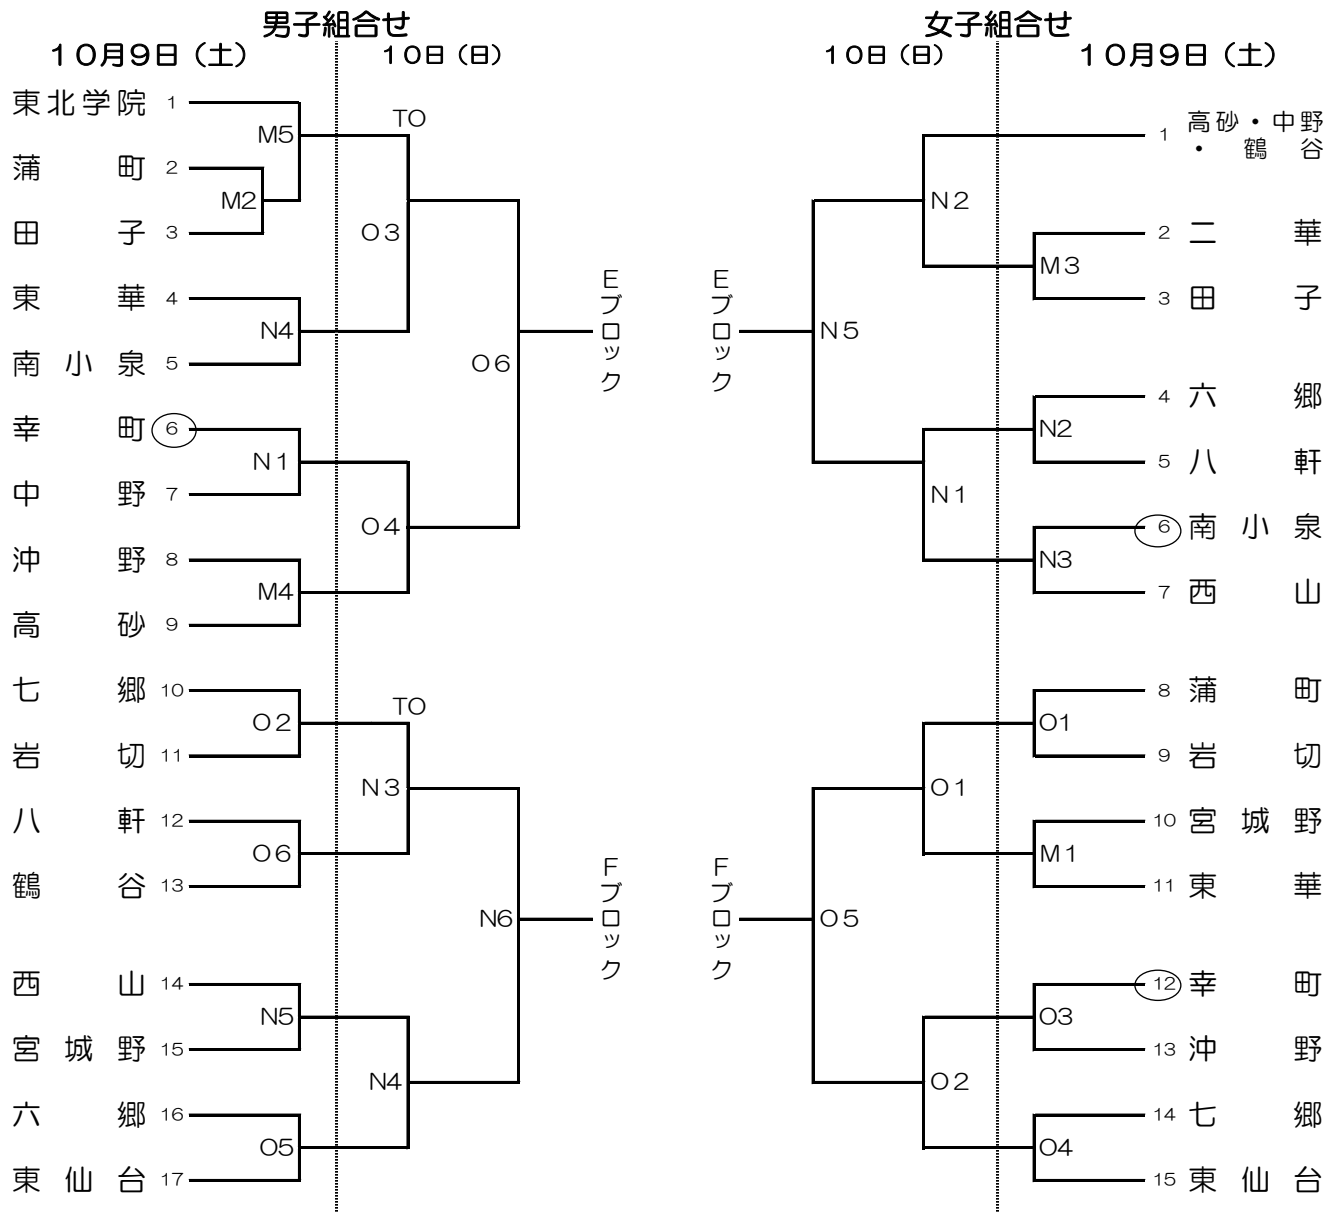 男子組合せ
１０月９日（土）
１０日（日）
東北学院 1
蒲町 2
田子 3
東華 4
南小泉 5
幸町 6
中野 7
沖野 8
高砂 9
七郷 10
岩切 11
八軒 12
鶴谷 13
西山 14
宮城野 15
六郷 16
東仙台 17
M5
M2
N4
N1
M4
O2
O6
N5
O5
TO
O3
O4
TO
N3
N4
O6
N6
Eブロック
Fブロック
女子組合せ
１０日（日）
１０月９日（土）
Eブロック
Fブロック
N5
O5
N2
N1
O1
O2
M3
N2
N3
O1
M1
O3
O4
1 高砂・中野
・鶴谷
2 二華
3 田子
4 六郷
5 八軒
6 南小泉
7 西山
8 蒲町
9 岩切
10 宮城野
11 東華
12 幸町
13 沖野
14 七郷
15 東仙台